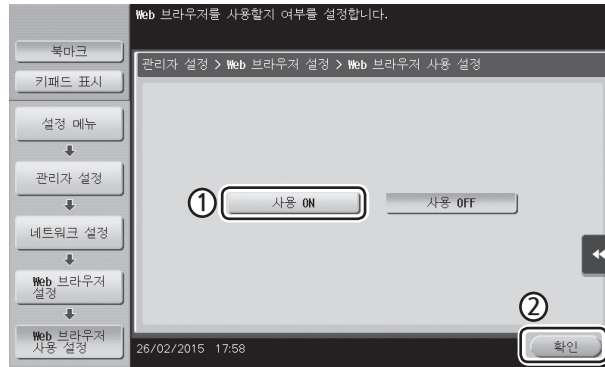 Web 브라우저를 사용할지 여부를 설정합니다.
북마크
키패드 표시
설정 메뉴
관리자 설정
네트워크 설정
Web 브라우저
설정
Web 브라우저
사용 설정
관리자 설정 > Web 브라우저 설정 > Web 브라우저 사용 설정
① 사용 ON
사용 OFF
②
26/02/2015 17:58
확인